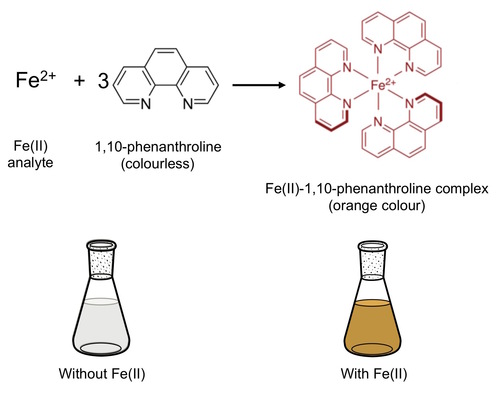 Fe²⁺ + 3
N N
Fe(II)
analyte
1,10-phenanthroline
(colourless)
N N
N Fe²⁺
N N
N
Fe(II)-1,10-phenanthroline complex
(orange colour)
Without Fe(II)
With Fe(II)